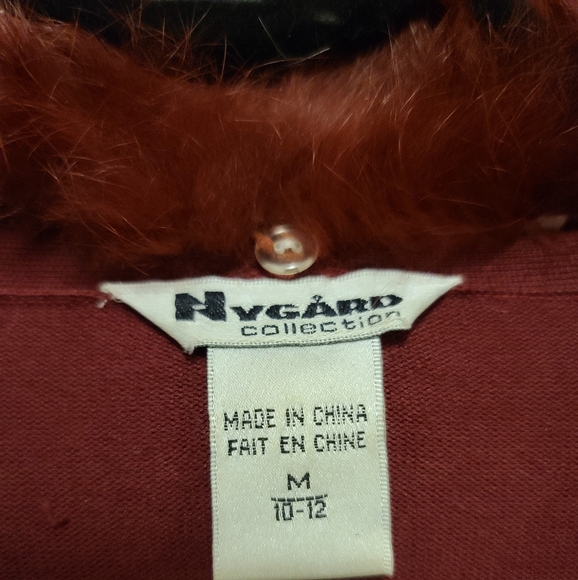 NYGÅRD
collection
MADE IN CHINA
FAIT EN CHINE
M
10-12